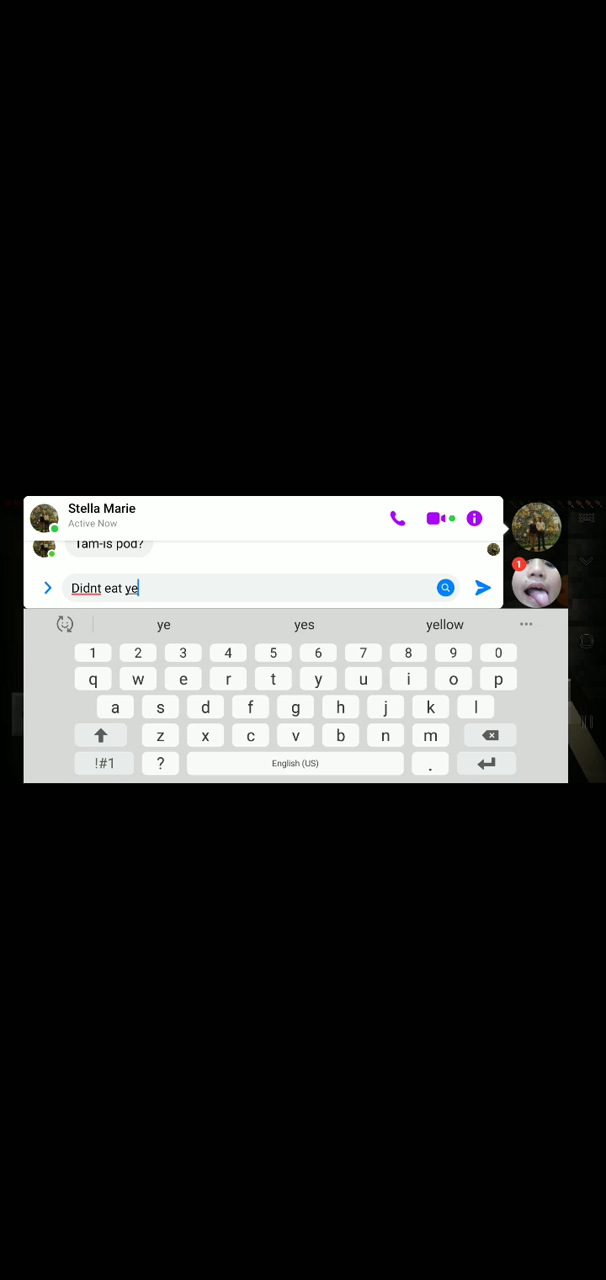 Stella Marie
Active Now
Tam-is pod?
1
Didnt eat ye
ye yes yellow
1 2 3 4 5 6 7 8 9 0
q w e r t y u i o p
a s d f g h j k l
z x c v b n m
!#1 ? English (US) .